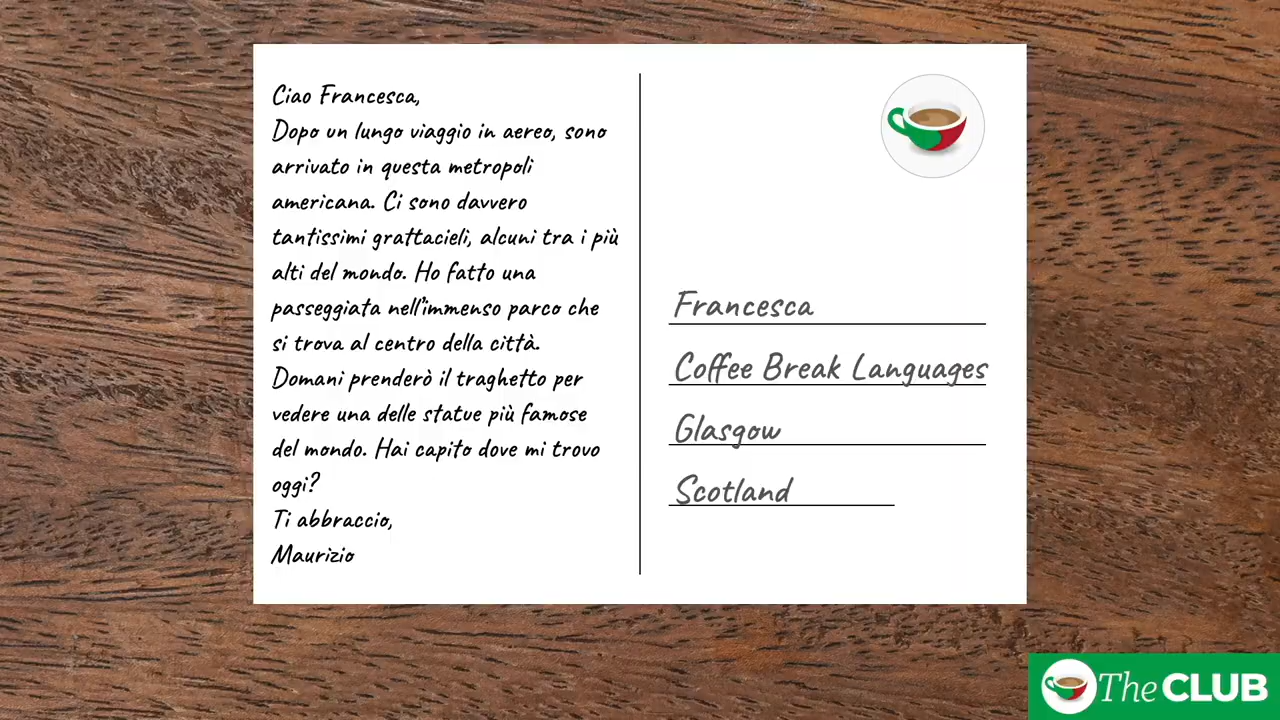 Ciao Francesca,
Dopo un lungo viaggio in aereo, sono
arrivato in questa metropoli
americana. Ci sono davvero
tantissimi grattacieli, alcuni tra i più
alti del mondo. Ho fatto una
passeggiata nell'immenso parco che
si trova al centro della città.
Domani prenderò il traghetto per
vedere una delle statue più famose
del mondo. Hai capito dove mi trovo
oggi?
Ti abbraccio,
Maurizio
Francesca
Coffee Break Languages
Glasgow
Scotland
The CLUB